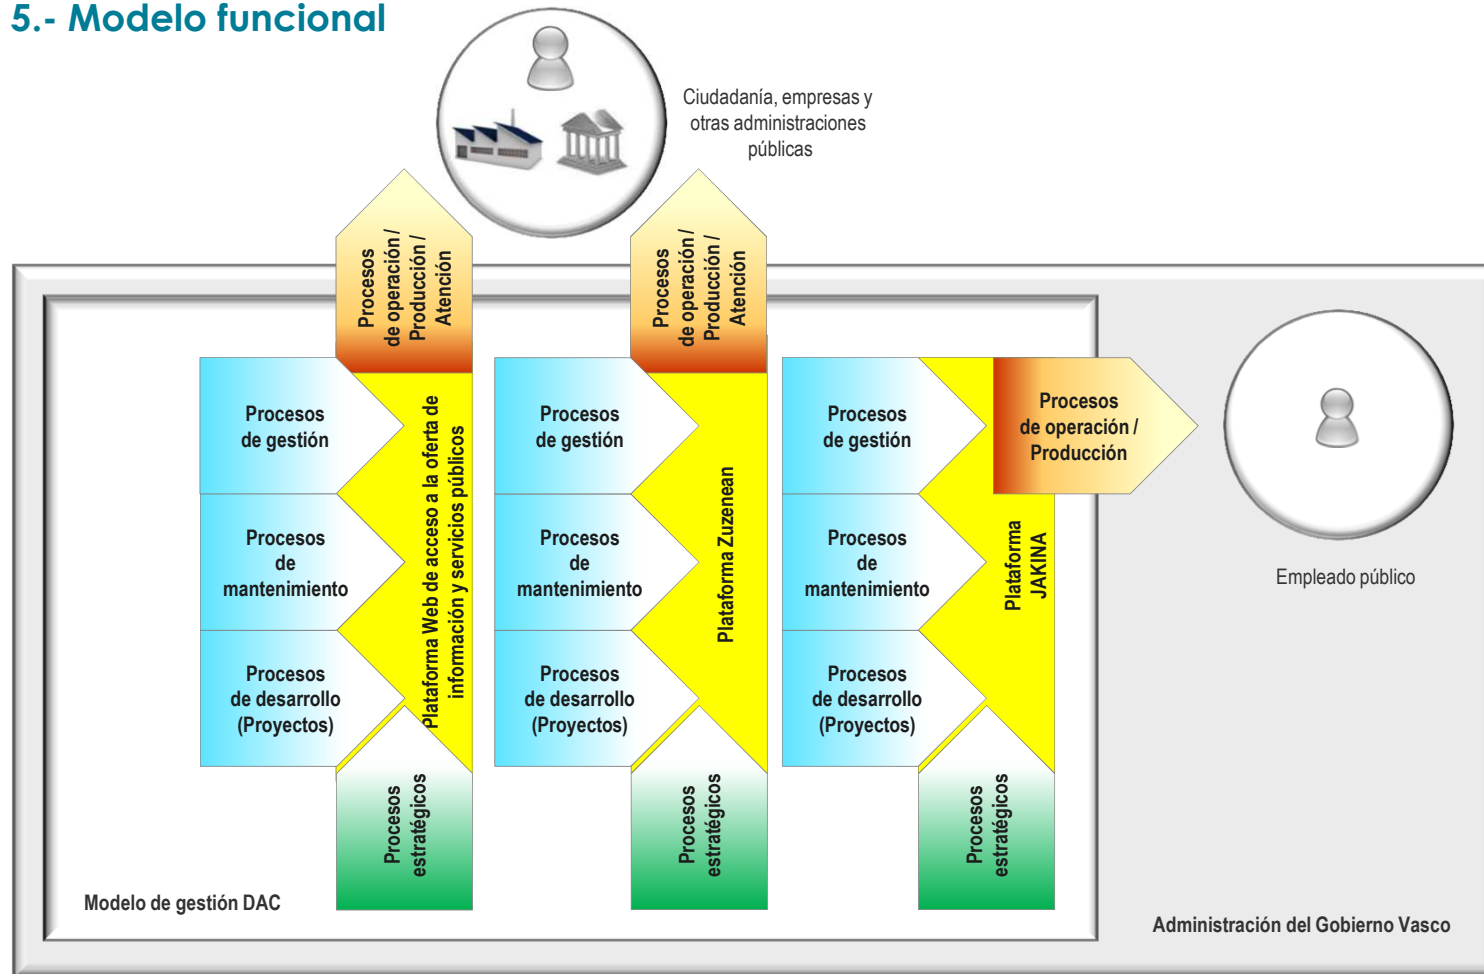 5.- Modelo funcional
Ciudadanía, empresas y
otras administraciones
públicas
Procesos
de operación /
Producción /
Atención
Procesos
de operación /
Producción /
Atención
Procesos
de gestión
Procesos
de
mantenimiento
Procesos
de desarrollo
(Proyectos)
Plataforma Web de acceso a la oferta de
información y servicios públicos
Procesos
estratégicos
Procesos
de gestión
Procesos
de
mantenimiento
Procesos
de desarrollo
(Proyectos)
Plataforma Zuzenean
Procesos
estratégicos
Procesos
de gestión
Procesos
de
mantenimiento
Procesos
de desarrollo
(Proyectos)
Plataforma
JAKINA
Procesos
estratégicos
Procesos
de operación /
Producción
Empleado público
Modelo de gestión DAC
Administración del Gobierno Vasco